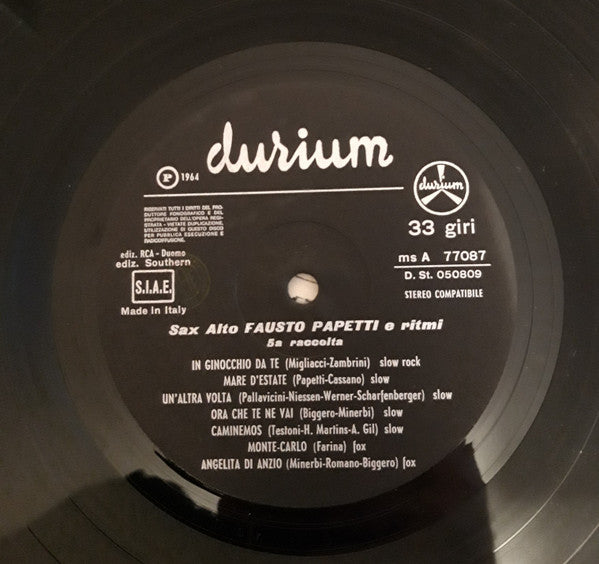 durium
P 1964
durium
RISERVATI TUTTI I DIRITTI DEL PRO-
DUTTORE FONOGRAFICO E DEL
PROPRIETARIO DELL'OPERA REGI-
STRATA - VIETATE DUPLICAZIONE,
UTILIZZAZIONE DI QUESTO DISCO
PER PUBBLICA ESECUZIONE E
RADIODIFFUSIONE.
33 giri
ediz. RCA - Duomo
ediz. Southern
ms A 77087
D. St. 050809
S.I.A.E.
STEREO COMPATIBILE
Made in Italy
Sax Alto FAUSTO PAPETTI e ritmi
5a raccolta
IN GINOCCHIO DA TE (Migliacci-Zambrini) slow rock
MARE D'ESTATE (Papetti-Cassano) slow
UN'ALTRA VOLTA (Pallavicini-Niessen-Werner-Scharfenberger) slow
ORA CHE TE NE VAI (Biggero-Minerbi) slow
CAMINEMOS (Testoni-H. Martins-A. Gil) slow
MONTE-CARLO (Farina) fox
ANGELITA DI ANZIO (Minerbi-Romano-Biggero) fox